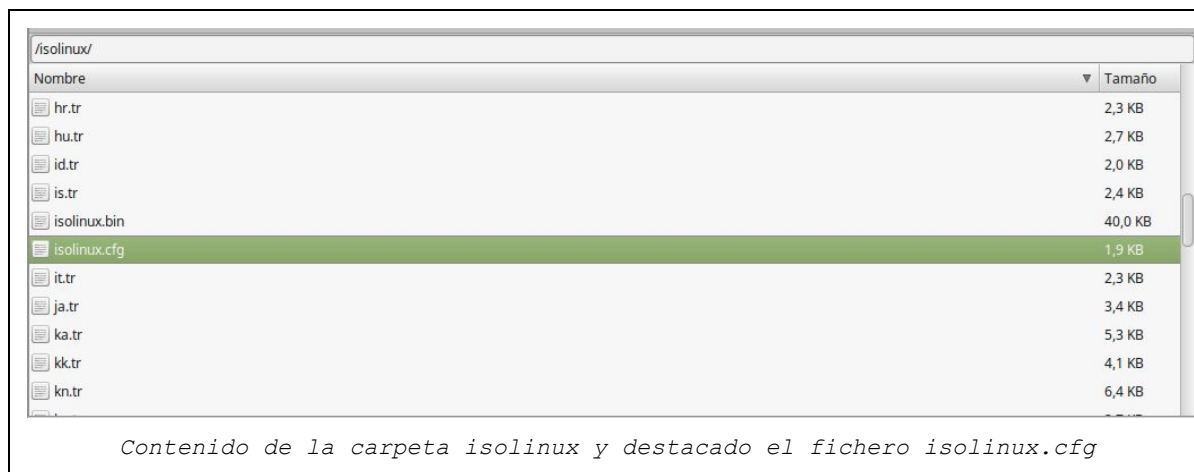 /isolinux/
Nombre Tamaño
hr.tr 2,3 KB
hu.tr 2,7 KB
id.tr 2,0 KB
is.tr 2,4 KB
isolinux.bin 40,0 KB
isolinux.cfg 1,9 KB
it.tr 2,3 KB
ja.tr 3,4 KB
ka.tr 5,3 KB
kk.tr 4,1 KB
kn.tr 6,4 KB
Contenido de la carpeta isolinux y destacado el fichero isolinux.cfg